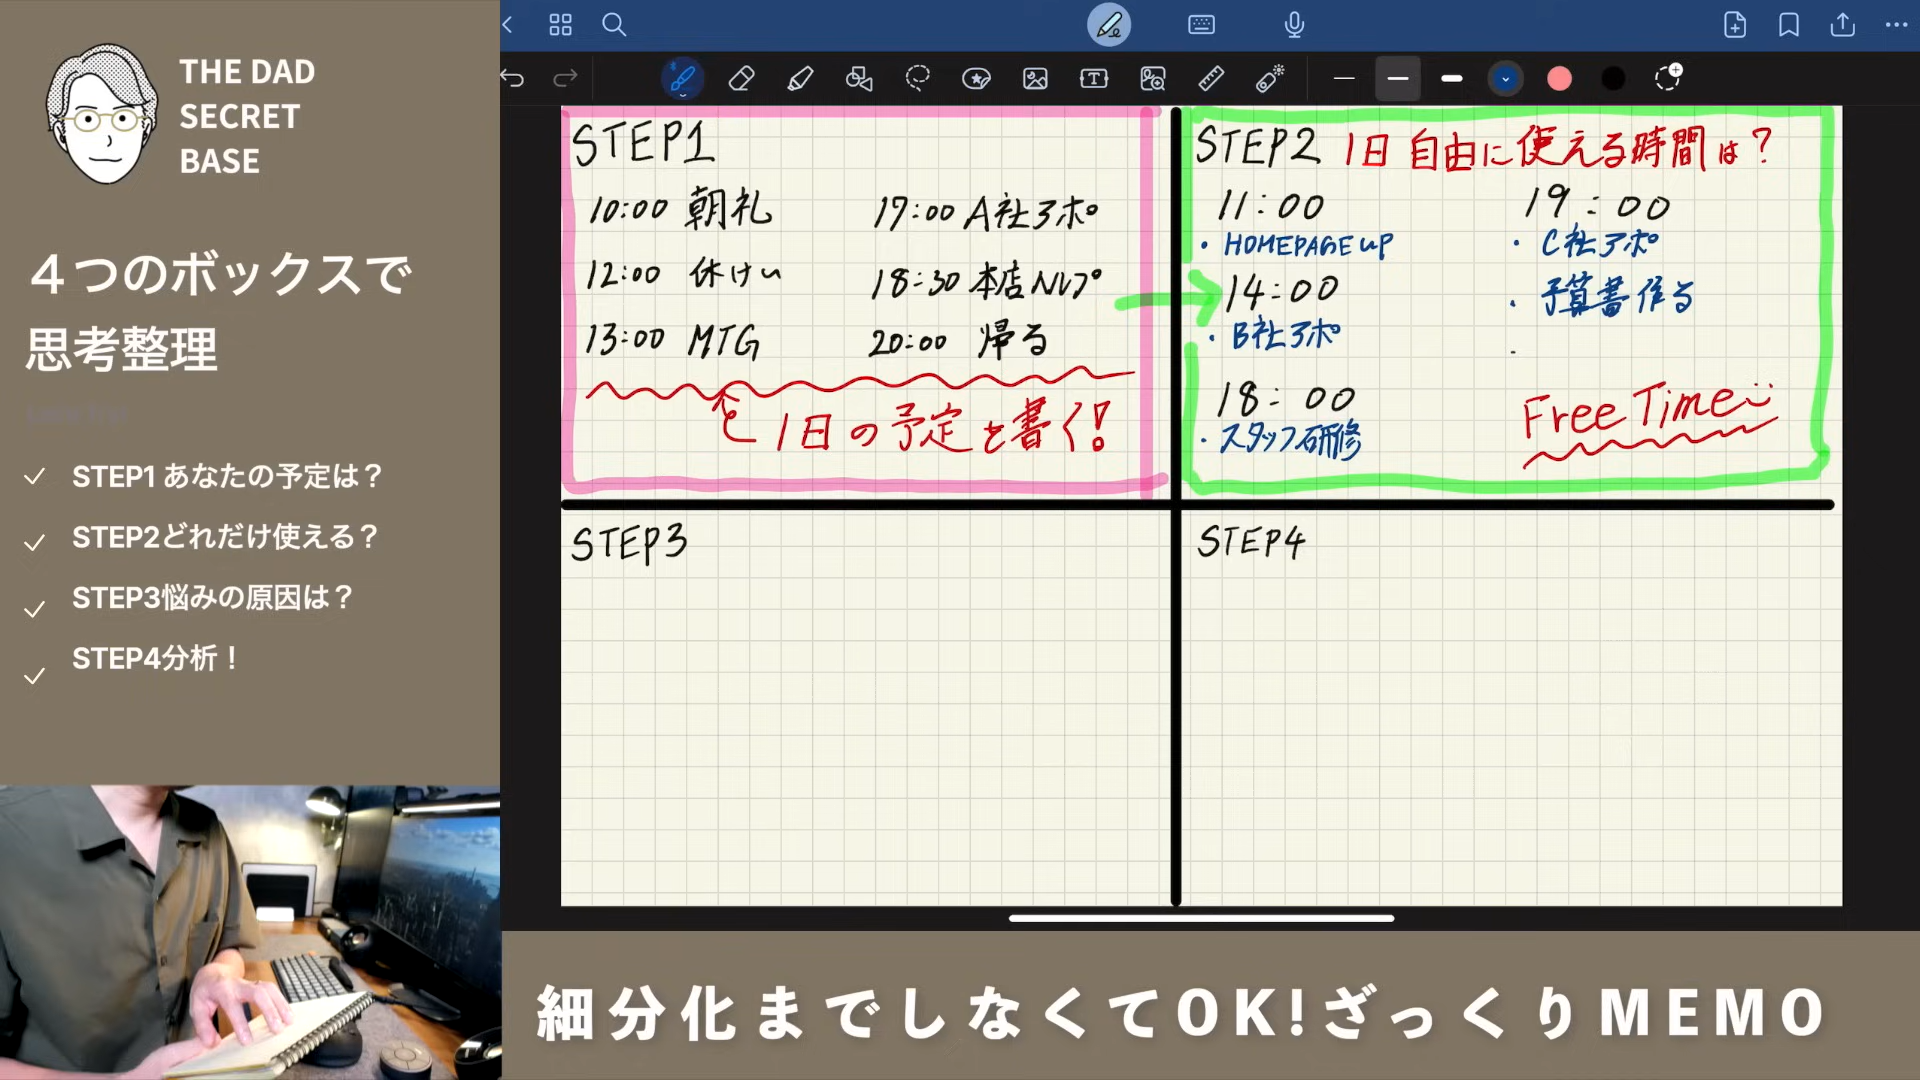 THE DAD
SECRET
BASE
４つのボックスで
思考整理
STEP1 あなたの予定は？
STEP2どれだけ使える？
STEP3悩みの原因は？
STEP4分析！
STEP1
10:00 朝礼
12:00 休けい
13:00 MTG
17:00 A社アポ
18:30 本店ヘルプ
20:00 帰る
1日の予定を書く!
STEP2 1日自由に使える時間は?
11:00
・HOMEPAGE UP
14:00
・B社アポ
18:00
・スタッフ研修
19:00
・C社アポ
・予算書作る
Free Time
STEP3
STEP4
細分化までしなくてOK!ざっくりMEMO